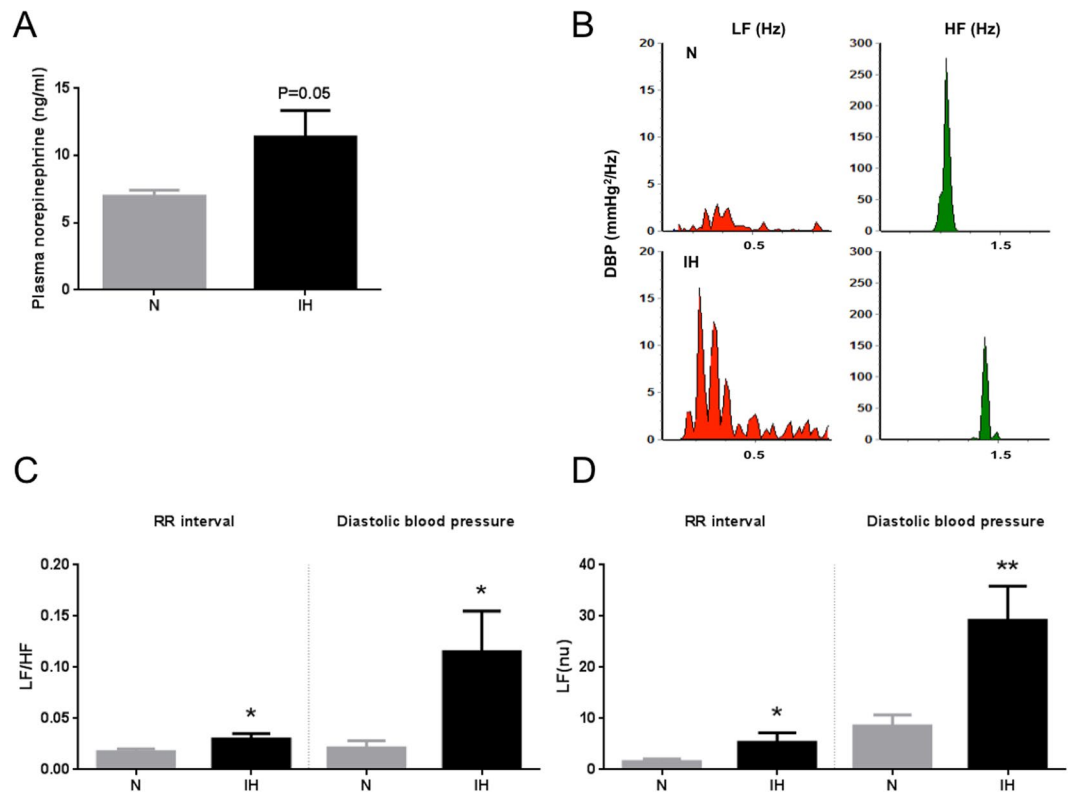 A
Plasma norepinephrine (ng/ml)
15
10
5
0
P=0.05
N
IH
B
LF (Hz)
HF (Hz)
DBP (mmHg²/Hz)
20
15
10
5
0
N
0.5
300
250
200
150
100
50
0
1.5
20
15
10
5
0
IH
0.5
300
250
200
150
100
50
0
1.5
C
RR interval
Diastolic blood pressure
LF/HF
0.20
0.15
0.10
0.05
0.00
*
*
N
IH
N
IH
D
RR interval
Diastolic blood pressure
LF(nu)
40
30
20
10
0
*
**
N
IH
N
IH